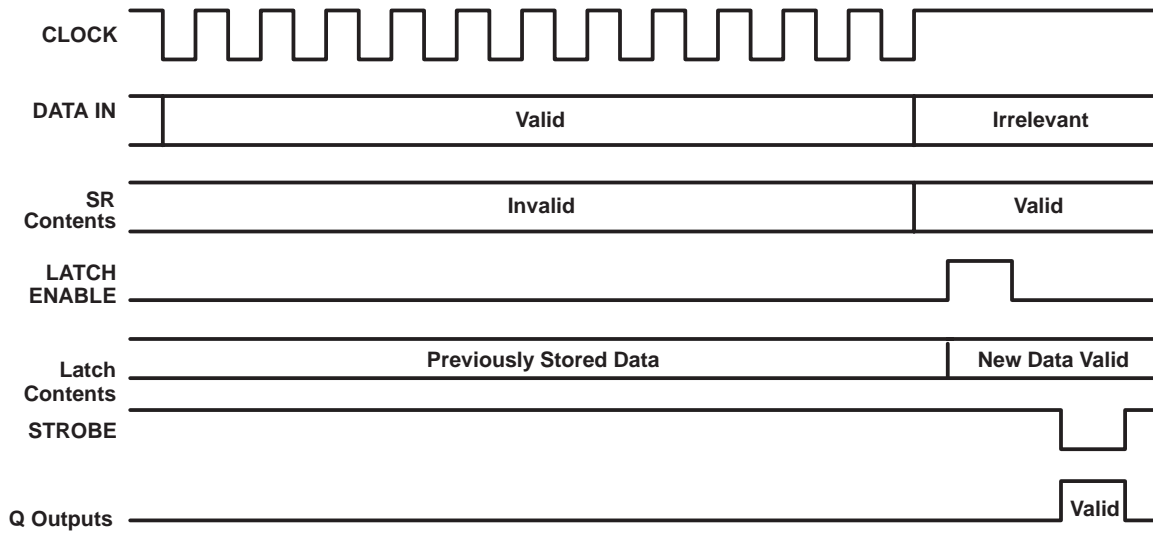 CLOCK
DATA IN
Valid
Irrelevant
SR
Contents
Invalid
Valid
LATCH
ENABLE
Latch
Contents
Previously Stored Data
New Data Valid
STROBE
Q Outputs
Valid